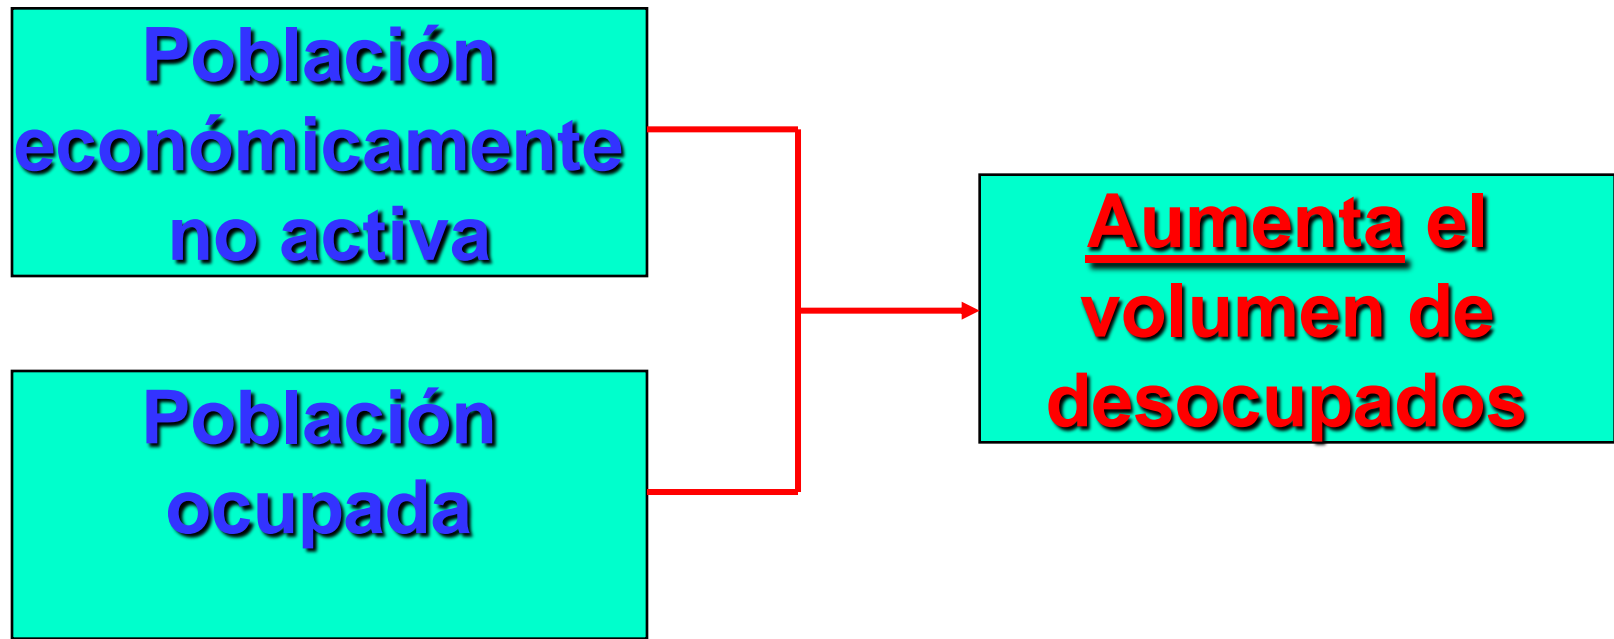 Población
económicamente
no activa
Población
ocupada
Aumenta el
volumen de
desocupados